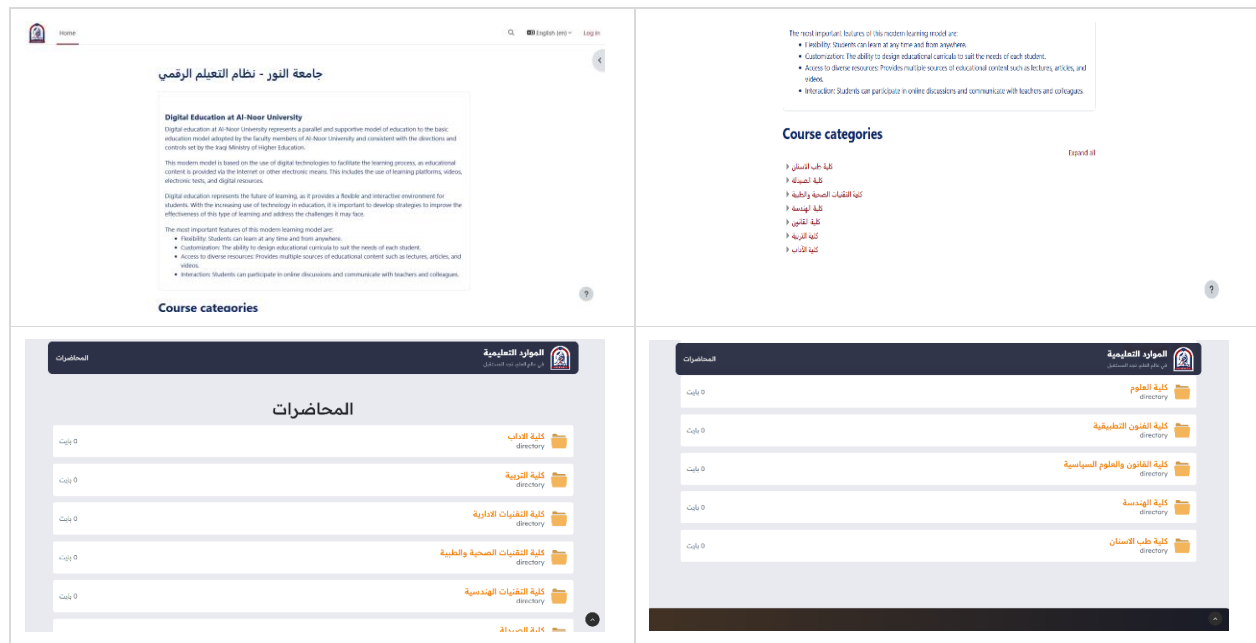 Home
English (en)
Log in
جامعة النور - نظام التعيلم الرقمي
Digital Education at Al-Noor University
Digital education at Al-Noor University represents a parallel and supportive model of education to the basic
education model adopted by the faculty members of Al-Noor University and consistent with the directions and
controls set by the Iraqi Ministry of Higher Education.
This modern model is based on the use of digital technologies to facilitate the learning process, as educational
content is provided via the internet or other electronic means. This includes the use of learning platforms, videos,
electronic texts, and digital resources.
Digital education represents the future of learning, as it provides a flexible and interactive environment for
students. With the increasing use of technology in education, it is important to develop strategies to improve the
effectiveness of this type of learning and address the challenges it may face.
The most important features of this modern learning model are:
• Flexibility: Students can learn at any time and from anywhere.
• Customization: The ability to design educational curricula to suit the needs of each student.
• Access to diverse resources: Provides multiple sources of educational content such as lectures, articles, and
videos.
• Interaction: Students can participate in online discussions and communicate with teachers and colleagues.
?
Course categories
The most important features of this modern learning model are:
• Flexibility: Students can learn at any time and from anywhere.
• Customization: The ability to design educational curricula to suit the needs of each student.
• Access to diverse resources: Provides multiple sources of educational content such as lectures, articles, and
videos.
• Interaction: Students can participate in online discussions and communicate with teachers and colleagues.
Course categories
Expand all
كلية طب الاسنان
كلية الصيدلة
كلية التقنيات الصحية والطبية
كلية الهندسة
كلية القانون
كلية التربية
كلية الأداب
?
الموارد التعليمية
المحاضرات
في عالم العلم نجد المستقبل
المحاضرات
كلية الاداب
directory
0 بايت
كلية التربية
directory
0 بايت
كلية التقنيات الادارية
directory
0 بايت
كلية التقنيات الصحية والطبية
directory
0 بايت
كلية التقنيات الهندسية
directory
0 بايت
كلية الصيدلة
الموارد التعليمية
المحاضرات
في عالم العلم نجد المستقبل
كلية العلوم
directory
0 بايت
كلية الفنون التطبيقية
directory
0 بايت
كلية القانون والعلوم السياسية
directory
0 بايت
كلية الهندسة
directory
0 بايت
كلية طب الاسنان
directory
0 بايت